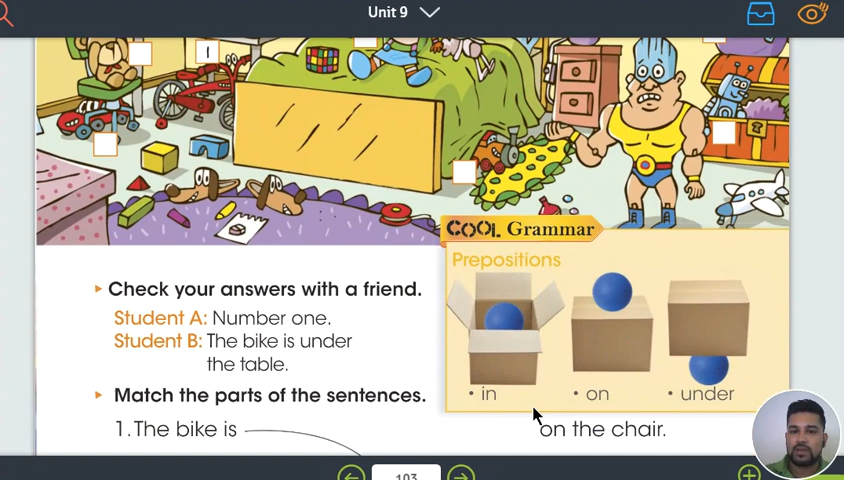 Unit 9
1
COOL Grammar
Prepositions
• in
• on
• under
Check your answers with a friend.
Student A: Number one.
Student B: The bike is under
the table.
Match the parts of the sentences.
1. The bike is
on the chair.
103